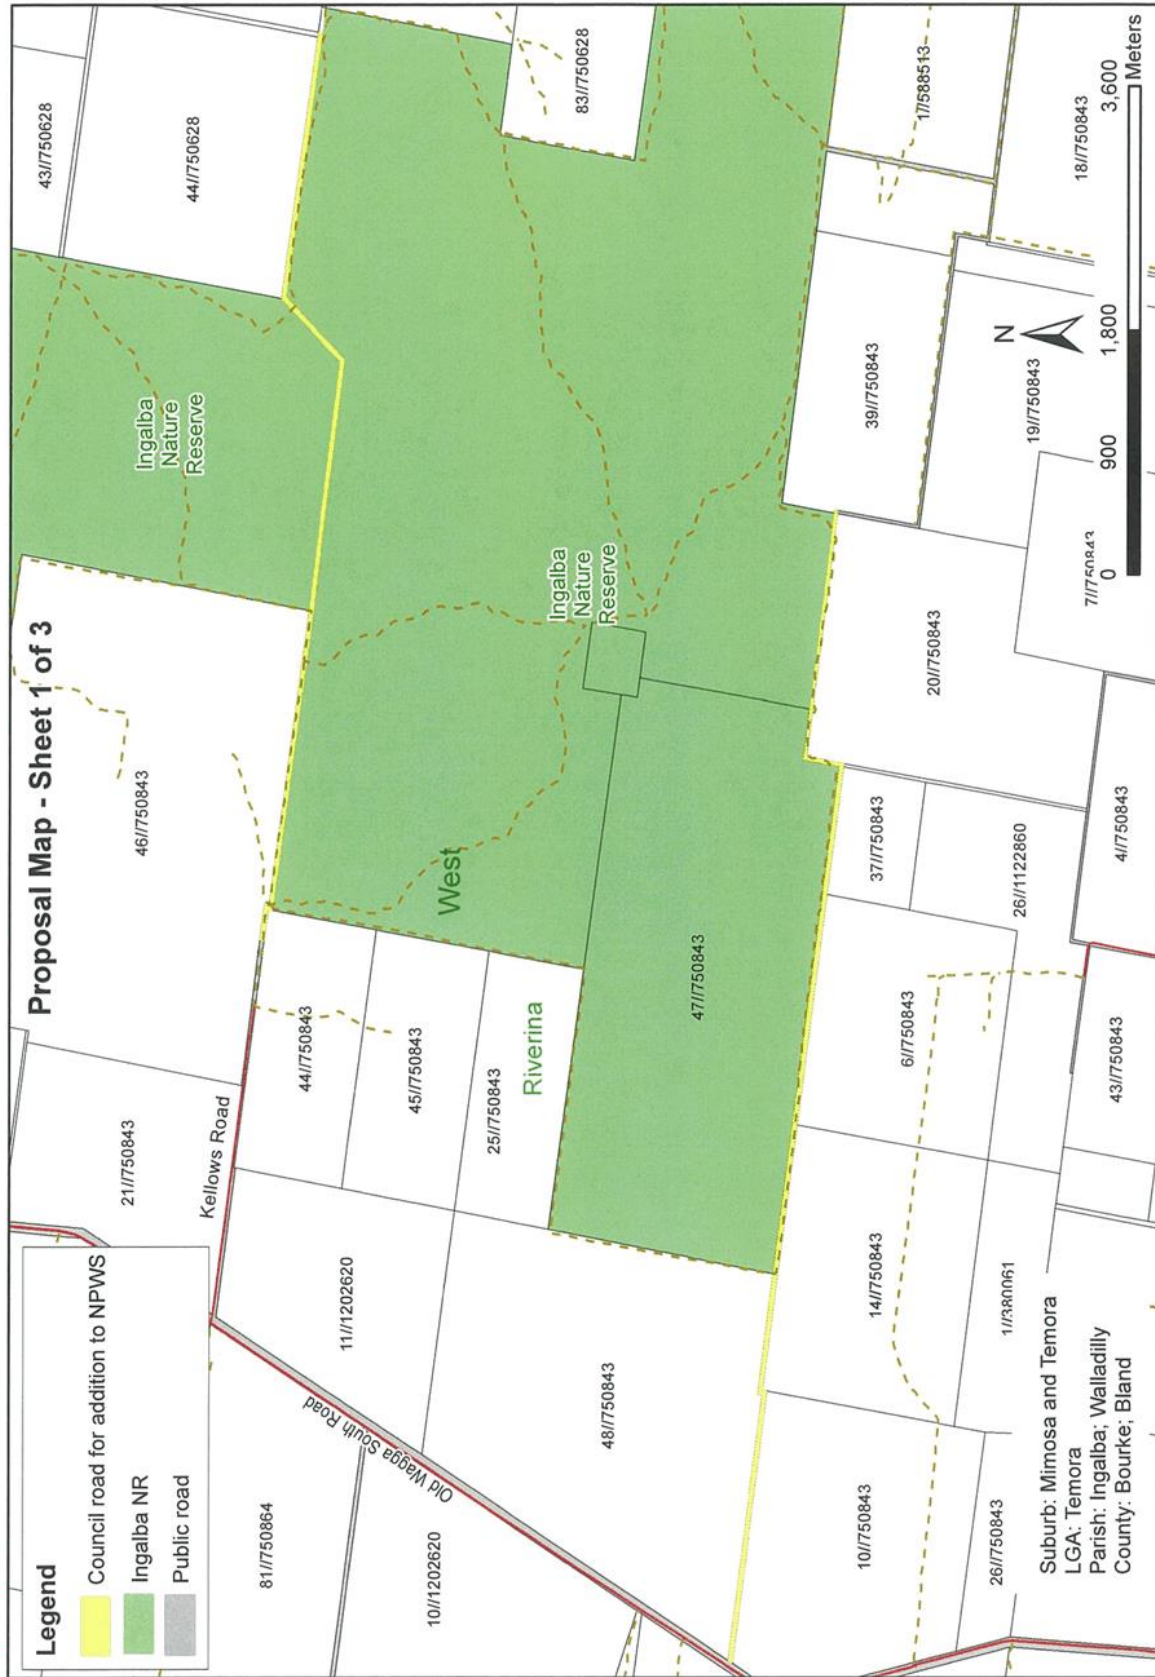 Proposal Map - Sheet 1 of 3
Legend
Council road for addition to NPWS
Ingalba NR
Public road
21//750843
46//750843
Ingalba
Nature
Reserve
43//750628
44//750628
Kellows Road
81//750864
10//1202620
Old Wagga South Road
11//1202620
44//750843
45//750843
25//750843
West
Riverina
Ingalba
Nature
Reserve
83//750628
48//750843
47//750843
10//750843
14//750843
6//750843
37//750843
20//750843
39//750843
1//588513
26//750843
1//380061
26//1122860
19//750843
18//750843
43//750843
4//750843
7//750843
N
Suburb: Mimosa and Temora
LGA: Temora
Parish: Ingalba; Walladilly
County: Bourke; Bland
0 900 1,800 3,600
Meters